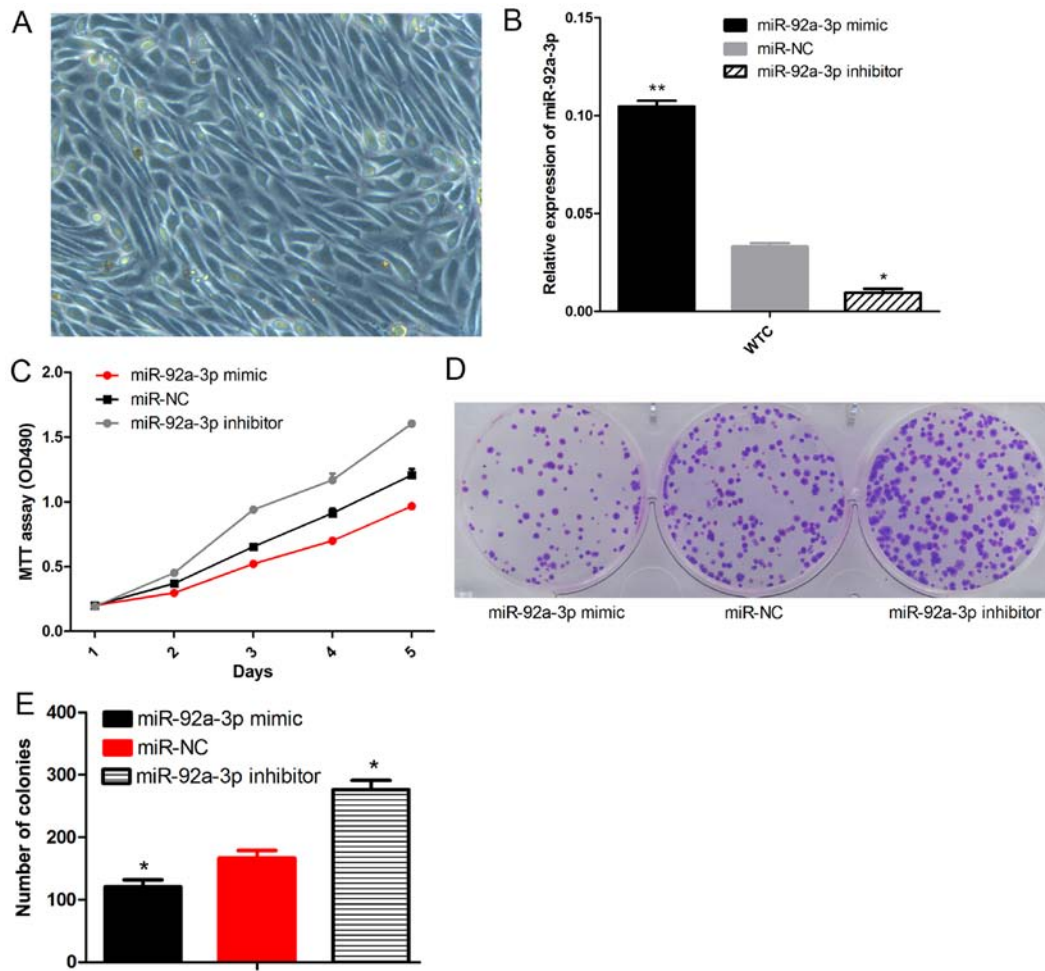 A
B
miR-92a-3p mimic
miR-NC
miR-92a-3p inhibitor
Relative expression of miR-92a-3p
0.15
0.10
0.05
0.00
**
*
WTC
C
miR-92a-3p mimic
miR-NC
miR-92a-3p inhibitor
MTT assay (OD490)
2.0
1.5
1.0
0.5
0.0
1 2 3 4 5
Days
D
miR-92a-3p mimic miR-NC miR-92a-3p inhibitor
E
miR-92a-3p mimic
miR-NC
miR-92a-3p inhibitor
Number of colonies
400
300
200
100
0
*
*